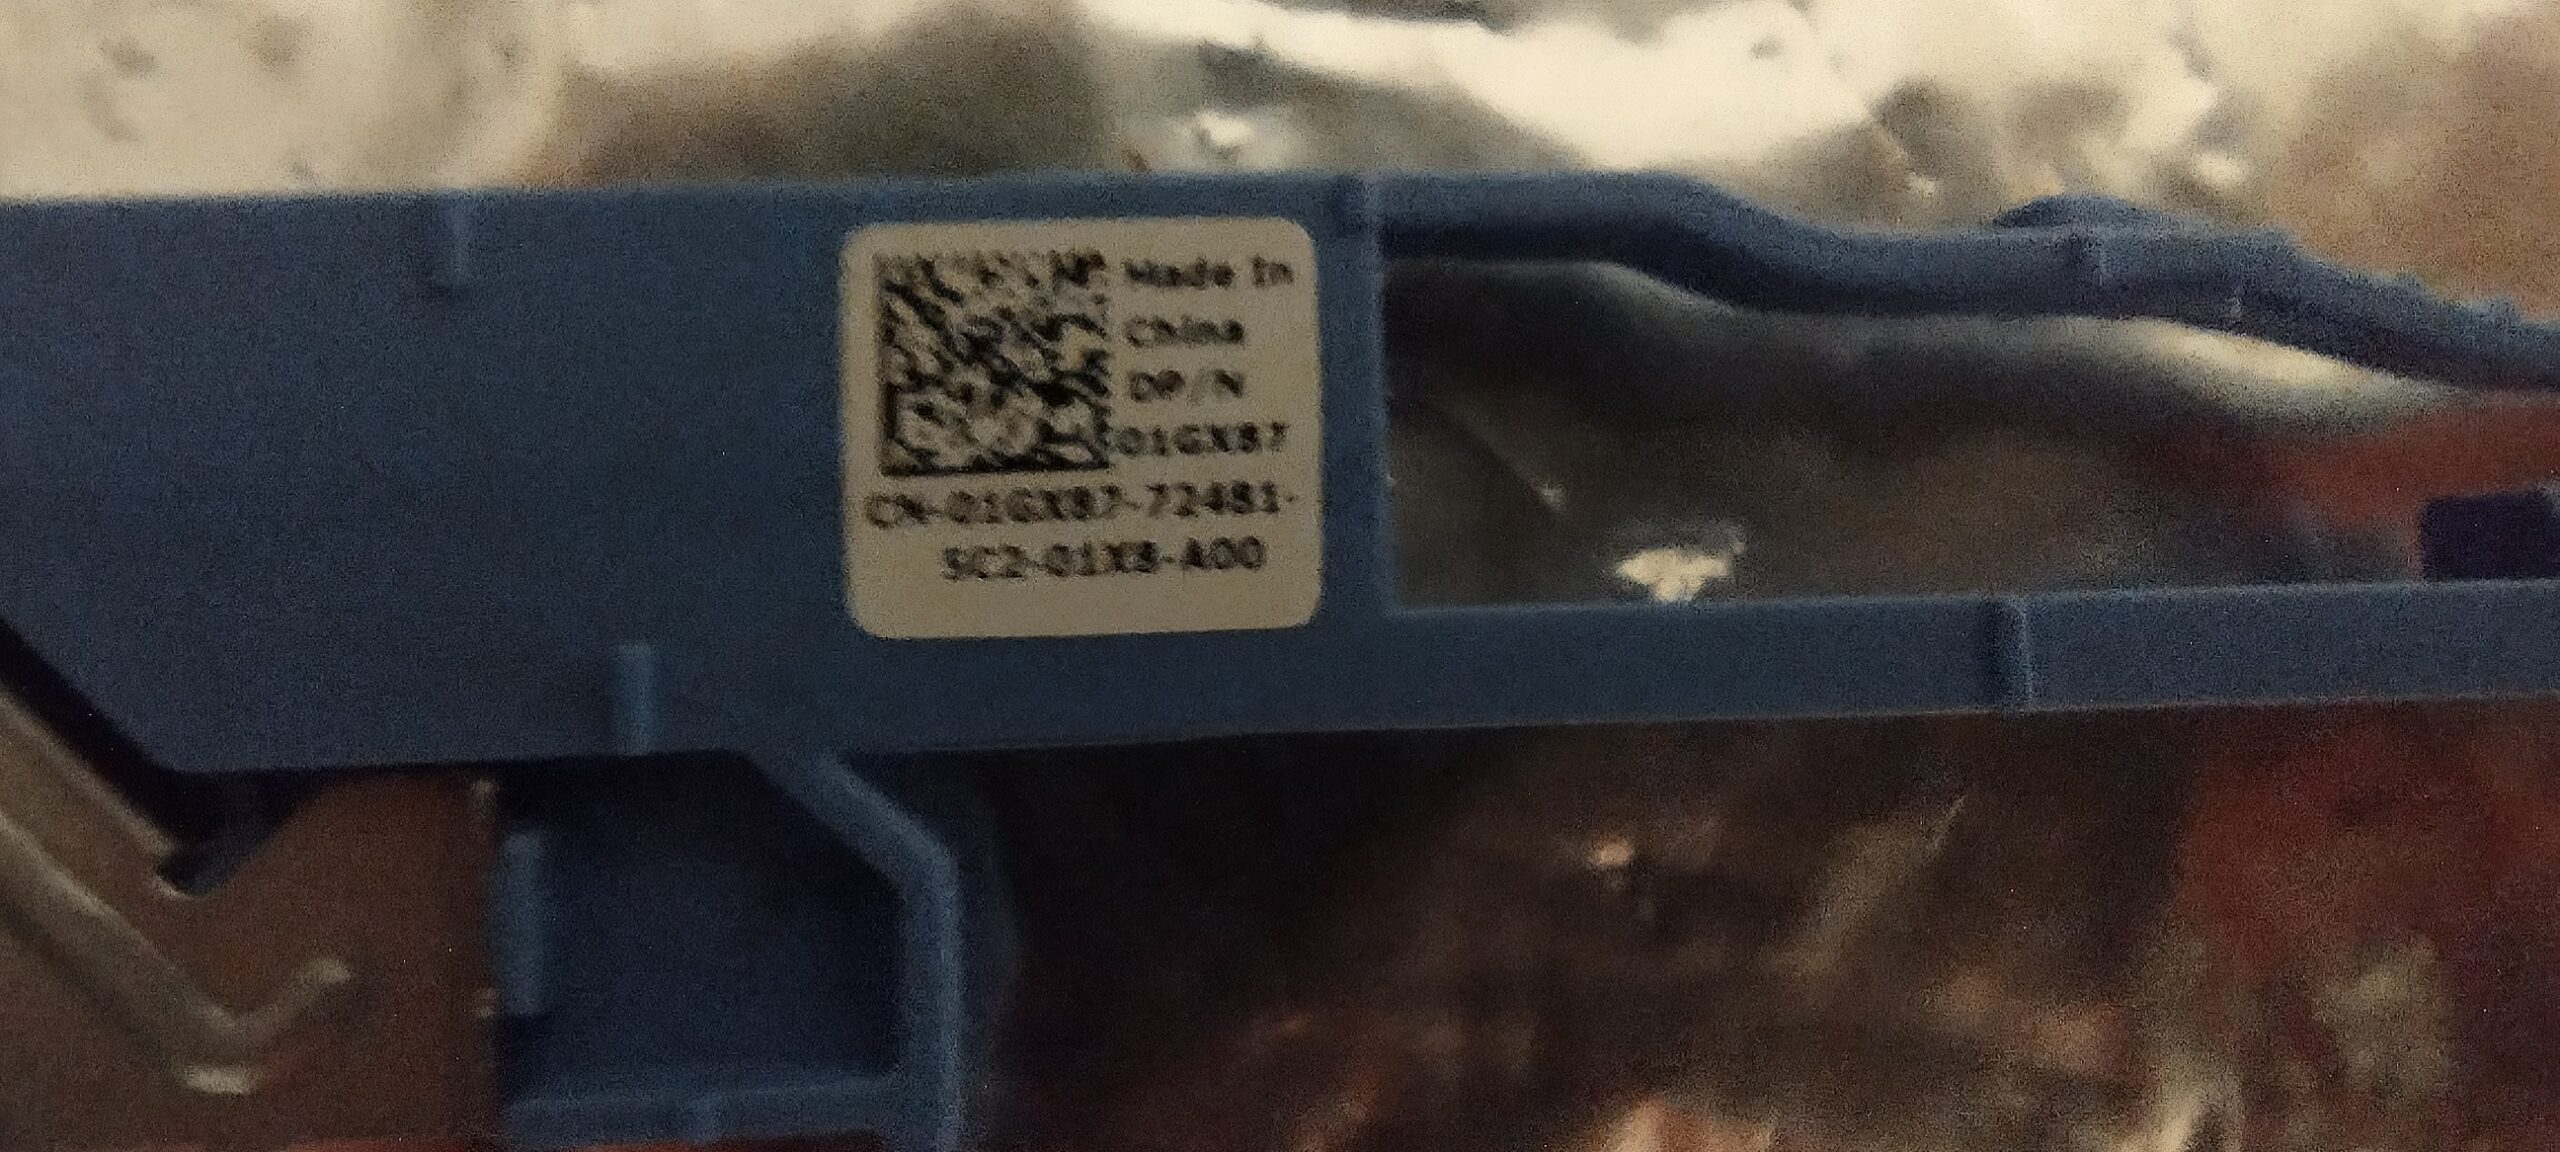 Made In
China
DP/N
01GX87
CN-01GX87-72481-
5C2-01X8-A00